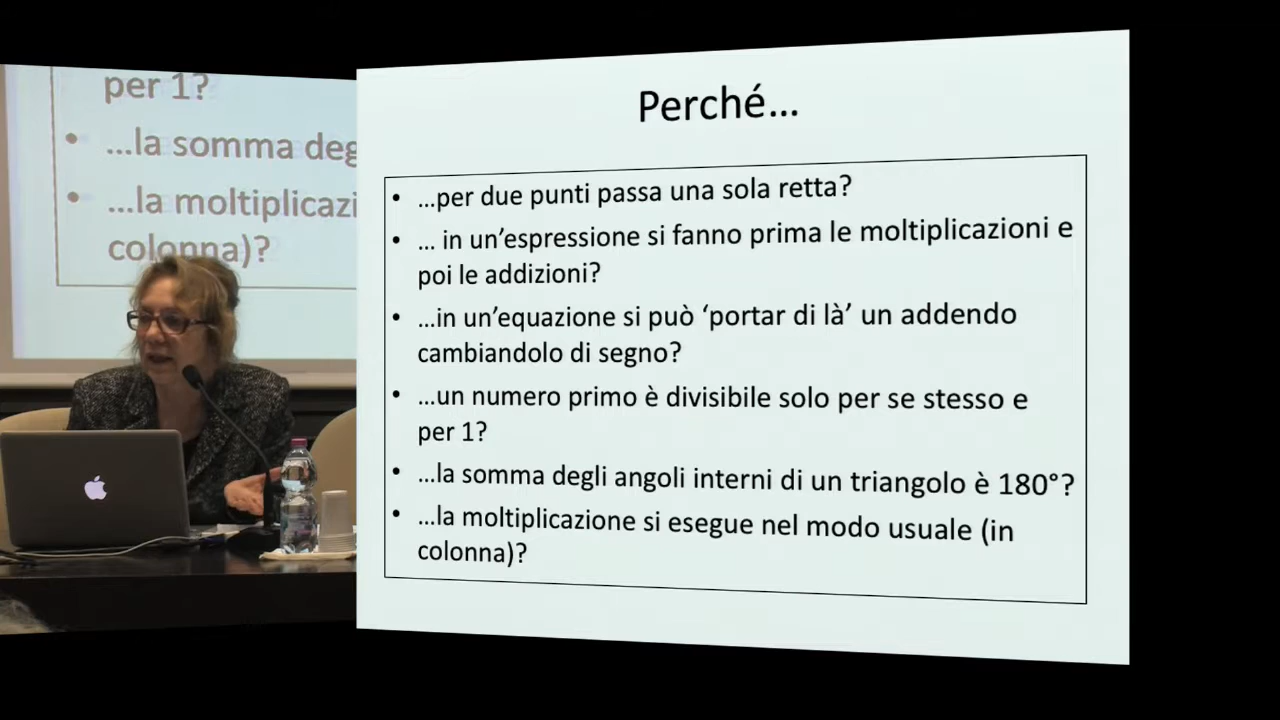 per 1?
• ...la somma deg
• ...la moltiplicazi
colonna)?
Perché...
• ...per due punti passa una sola retta?
• ... in un'espressione si fanno prima le moltiplicazioni e
poi le addizioni?
• ...in un'equazione si può ‘portar di là’ un addendo
cambiandolo di segno?
• ...un numero primo è divisibile solo per se stesso e
per 1?
• ...la somma degli angoli interni di un triangolo è 180°?
• ...la moltiplicazione si esegue nel modo usuale (in
colonna)?